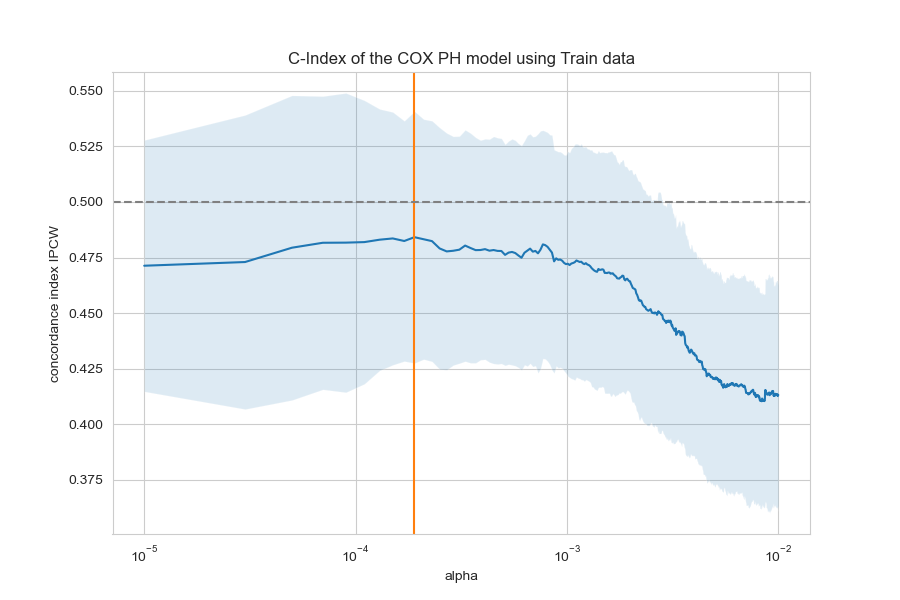 C-Index of the COX PH model using Train data
0.550
0.525
0.500
0.475
0.450
0.425
0.400
0.375
concordance index IPCW
10⁻⁵ 10⁻⁴ 10⁻³ 10⁻²
alpha